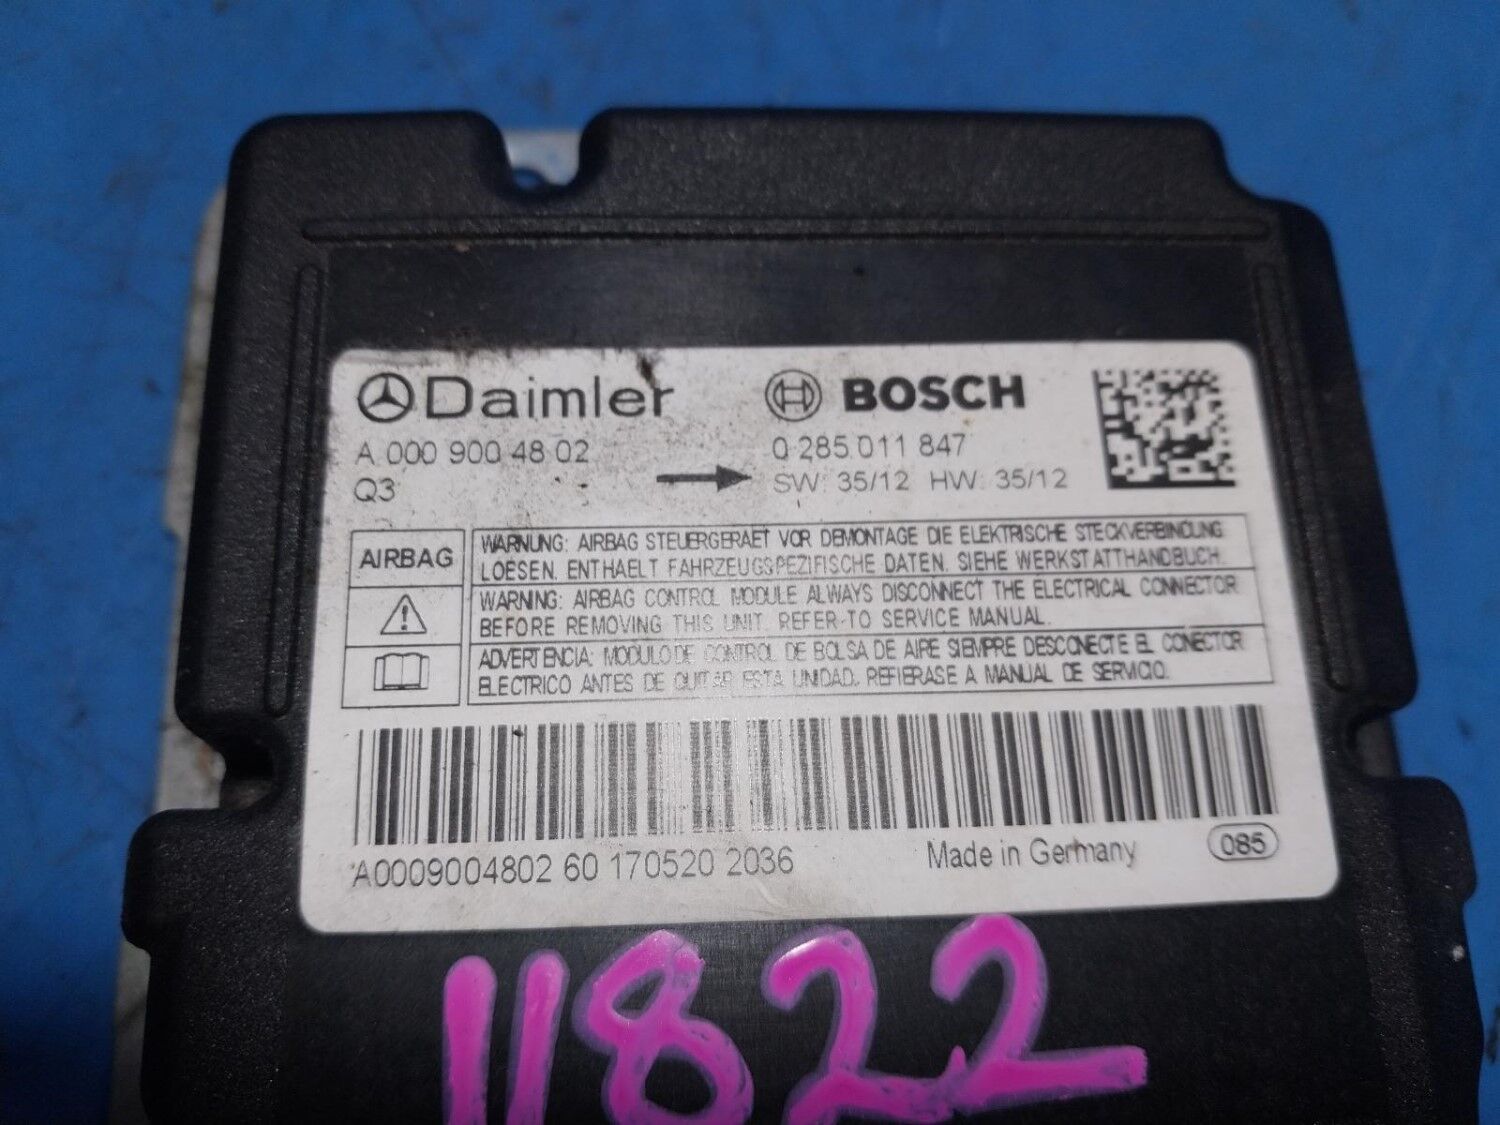 Daimler
A 000 900 48 02
Q3
BOSCH
0 285 011 847
SW: 35/12 HW: 35/12
AIRBAG
WARNUNG: AIRBAG STEUERGERAET VOR DEMONTAGE DIE ELEKTRISCHE STECKVERBINDUNG
LOESEN. ENTHAELT FAHRZEUGSPEZIFISCHE DATEN. SIEHE WERKSTATTHANDBUCH.
WARNING: AIRBAG CONTROL MODULE ALWAYS DISCONNECT THE ELECTRICAL CONNECTOR
BEFORE REMOVING THIS UNIT. REFER TO SERVICE MANUAL.
ADVERTENCIA: MODULO DE CONTROL DE BOLSA DE AIRE SIEMPRE DESCONECTE EL CONECTOR
ELECTRICO ANTES DE QUITAR ESTA UNIDAD. REFIERASE A MANUAL DE SERVICIO.
A0009004802 60 170520 2036
Made in Germany
085
11822